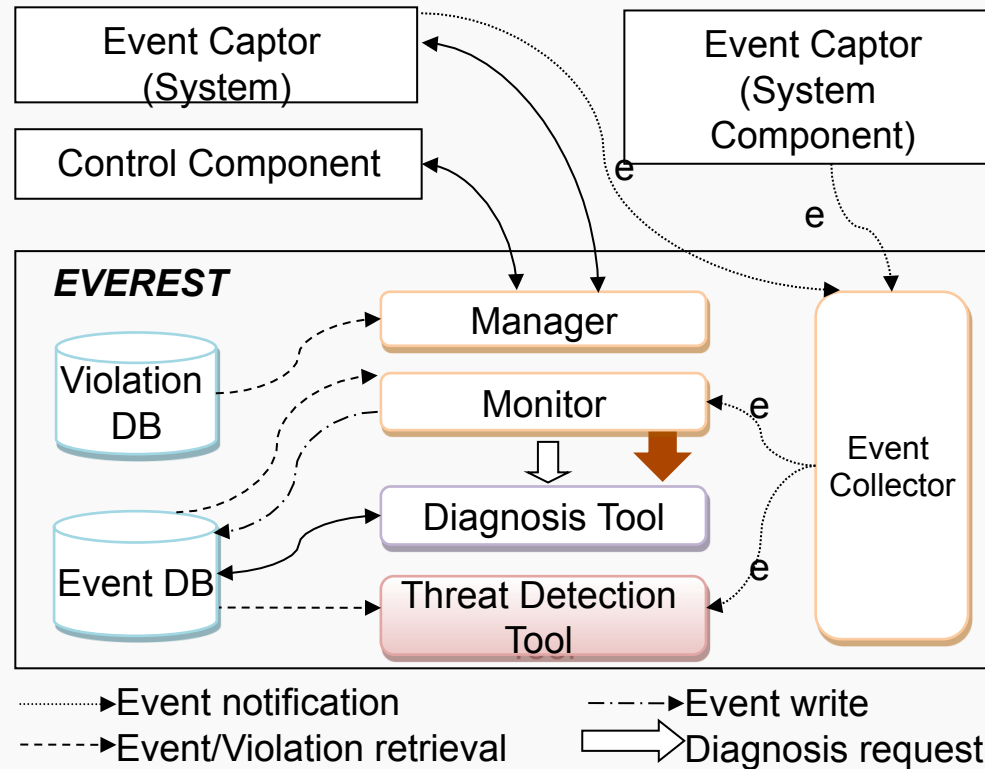 Event Captor
(System)
Event Captor
(System
Component)
Control Component
e
e
EVEREST
Manager
Violation
DB
Monitor
e
Event
Collector
Diagnosis Tool
Event DB
e
Threat Detection
Tool
Event notification
Event write
Event/Violation retrieval
Diagnosis request